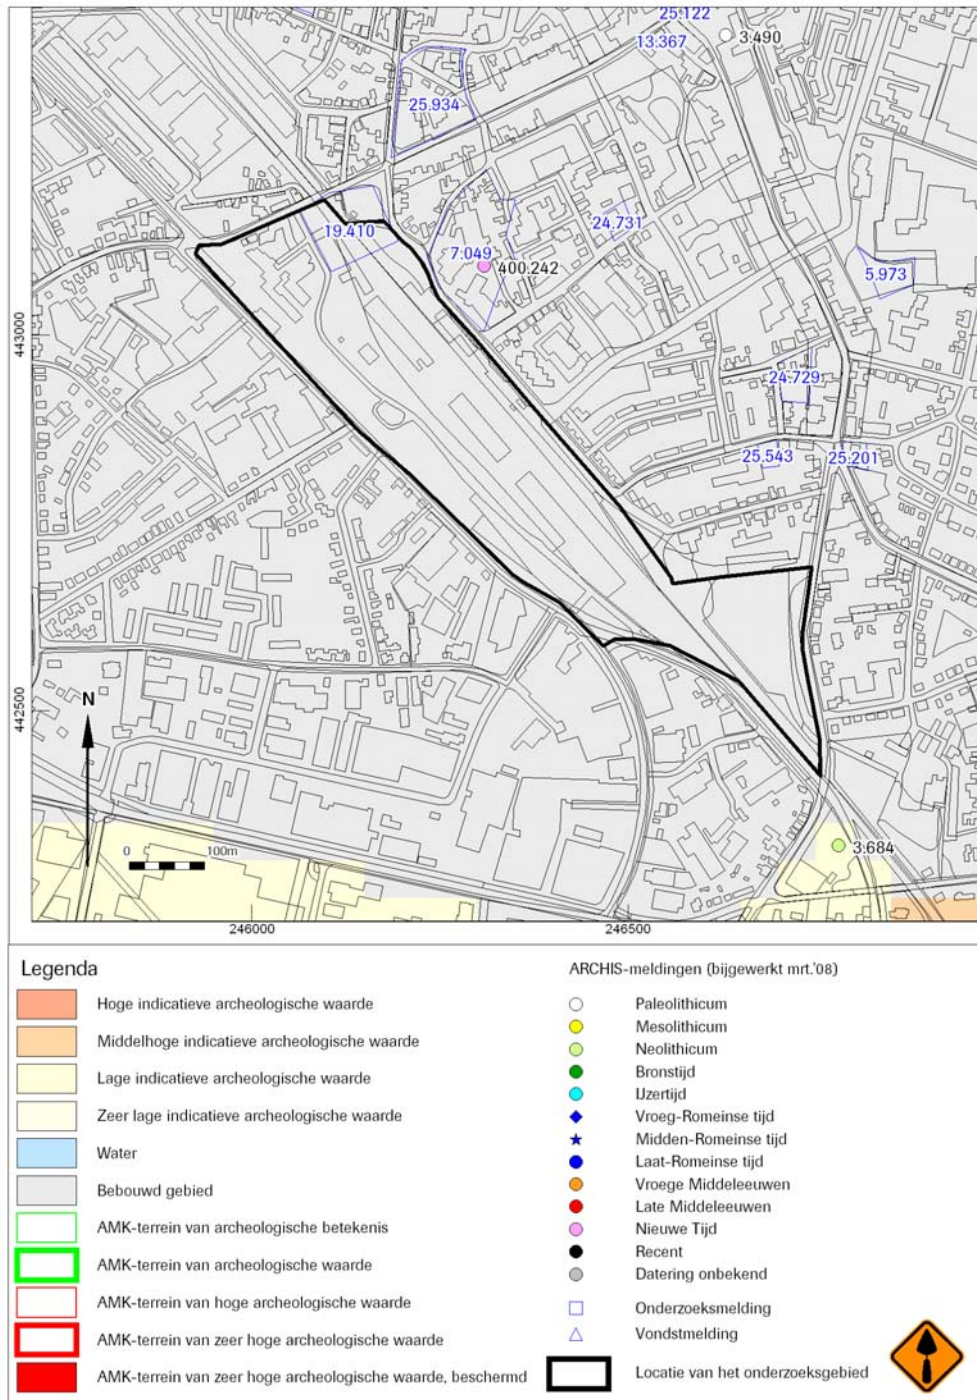 25.122
13.367
3.490
25.934
19.410
24.731
7.049
400.242
5.973
443000
24.729
25.543
25.201
442500
N
0 100m
3.684
246000
246500
Legenda
Hoge indicatieve archeologische waarde
Middelhoge indicatieve archeologische waarde
Lage indicatieve archeologische waarde
Zeer lage indicatieve archeologische waarde
Water
Bebouwd gebied
AMK-terrein van archeologische betekenis
AMK-terrein van archeologische waarde
AMK-terrein van hoge archeologische waarde
AMK-terrein van zeer hoge archeologische waarde
AMK-terrein van zeer hoge archeologische waarde, beschermd
ARCHIS-meldingen (bijgewerkt mrt.'08)
Paleolithicum
Mesolithicum
Neolithicum
Bronstijd
IJzertijd
Vroeg-Romeinse tijd
Midden-Romeinse tijd
Laat-Romeinse tijd
Vroege Middeleeuwen
Late Middeleeuwen
Nieuwe Tijd
Recent
Datering onbekend
Onderzoeksmelding
Vondstmelding
Locatie van het onderzoeksgebied